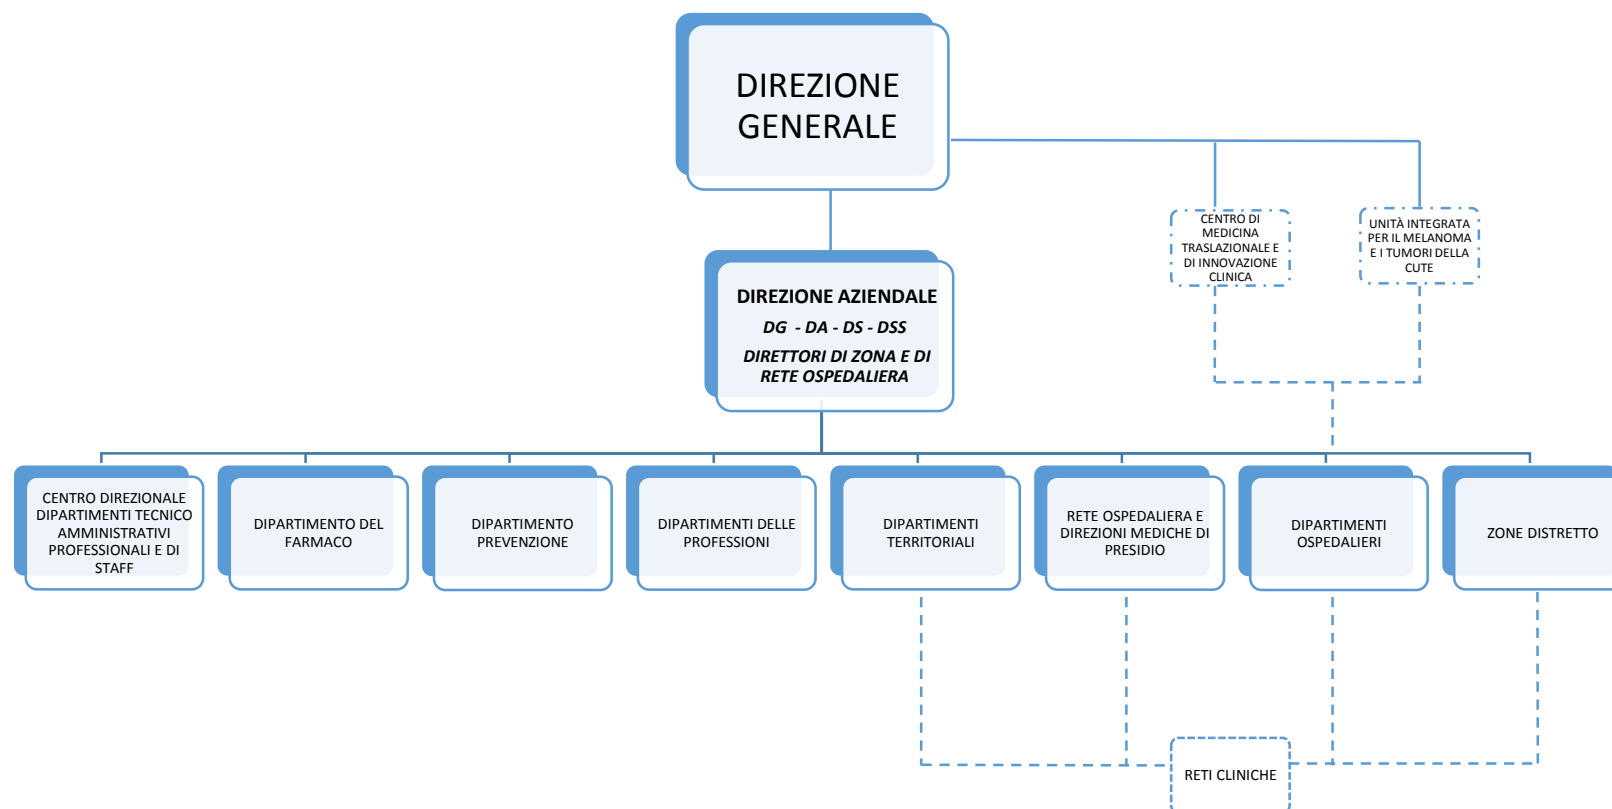 DIREZIONE
GENERALE
CENTRO DI
MEDICINA
TRASLAZIONALE E
DI INNOVAZIONE
CLINICA
UNITÀ INTEGRATA
PER IL MELANOMA
E I TUMORI DELLA
CUTE
DIREZIONE AZIENDALE
DG - DA - DS - DSS
DIRETTORI DI ZONA E DI
RETE OSPEDALIERA
CENTRO DIREZIONALE
DIPARTIMENTI TECNICO
AMMINISTRATIVI
PROFESSIONALI E DI
STAFF
DIPARTIMENTO DEL
FARMACO
DIPARTIMENTO
PREVENZIONE
DIPARTIMENTI DELLE
PROFESSIONI
DIPARTIMENTI
TERRITORIALI
RETE OSPEDALIERA E
DIREZIONI MEDICHE DI
PRESIDIO
DIPARTIMENTI
OSPEDALIERI
ZONE DISTRETTO
RETI CLINICHE